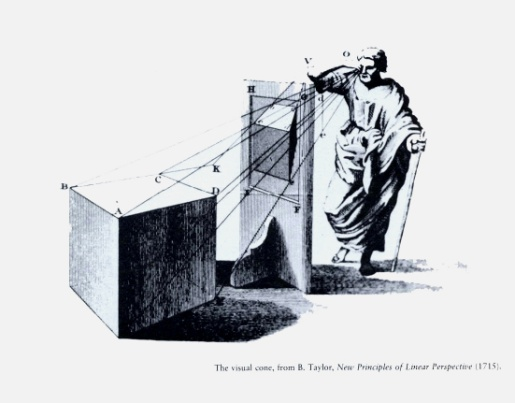 V
O
H
G
B
C
K
D
A
F
The visual cone, from B. Taylor, New Principles of Linear Perspective (1715).